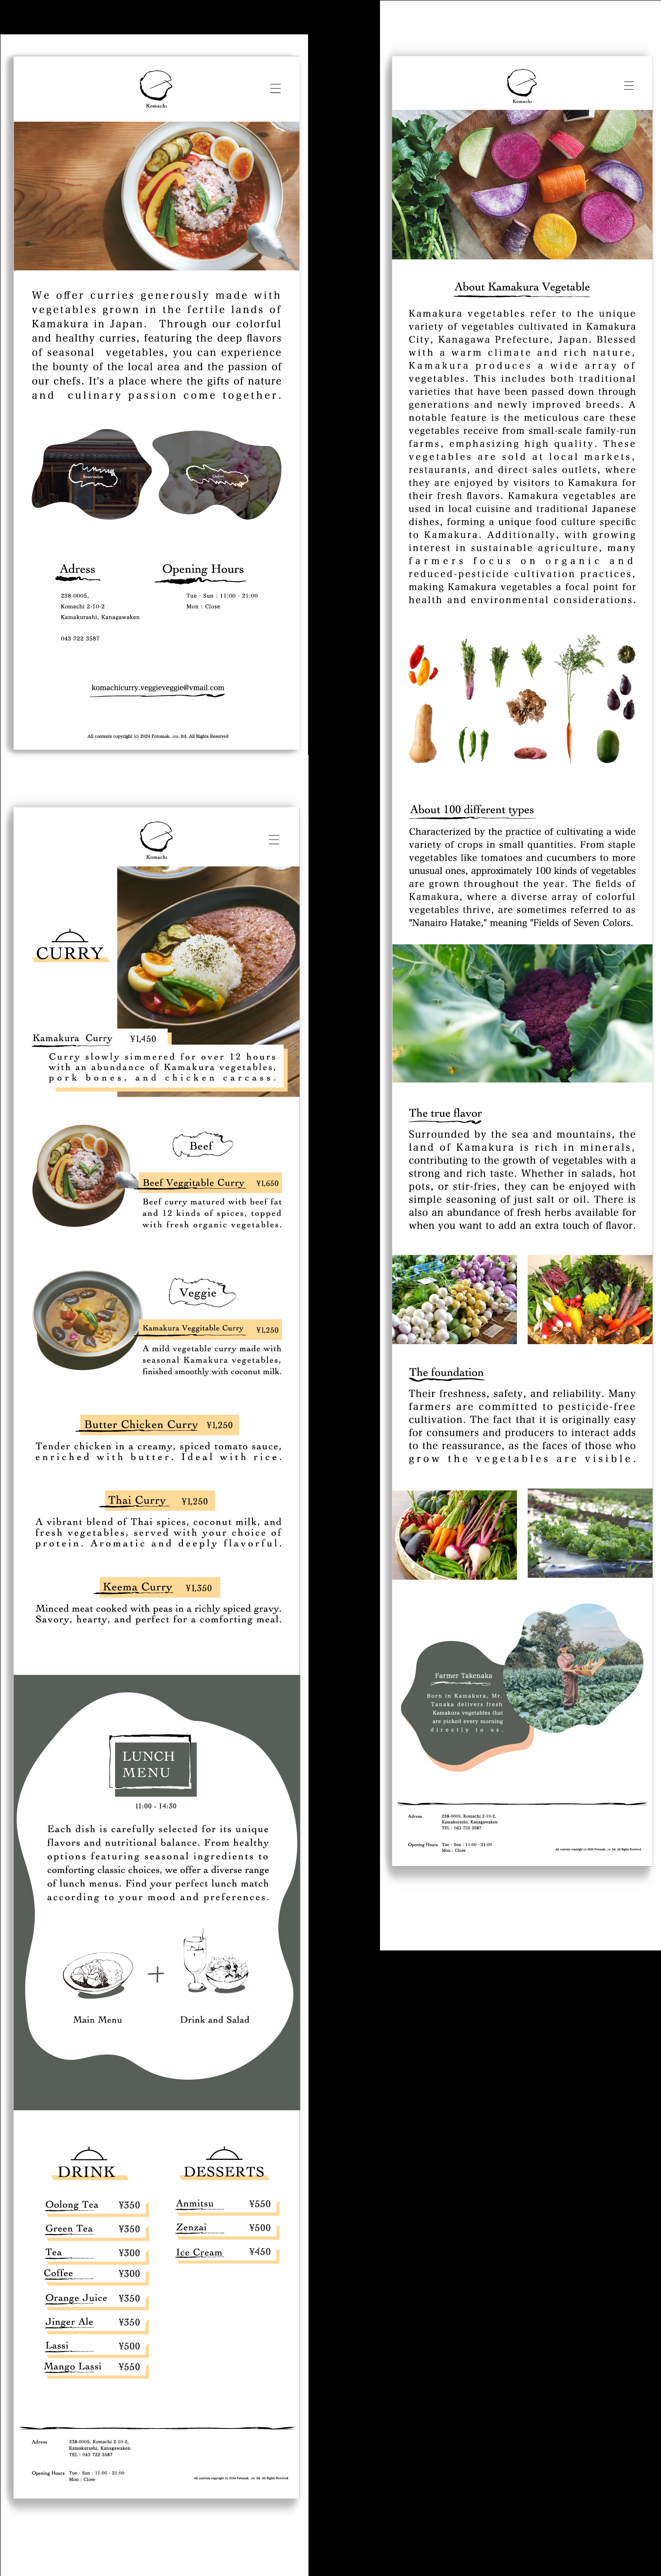 Komachi
We offer curries generously made with
vegetables grown in the fertile lands of
Kamakura in Japan. Through our colorful
and healthy curries, featuring the deep flavors
of seasonal vegetables, you can experience
the bounty of the local area and the passion of
our chefs. It's a place where the gifts of nature
and culinary passion come together.
Reservation
Orders
Adress
238-0005,
Komachi 2-10-2
Kamakurashi, Kanagawaken
043 722 3587
Opening Hours
Tue - Sun : 11:00 - 21:00
Mon : Close
komachicurry.veggieveggie@vmail.com
All contents copyright (c) 2024 Potomak. ,co. ltd. All Rights Reserved
Komachi
CURRY
Kamakura Curry ¥1,450
Curry slowly simmered for over 12 hours
with an abundance of Kamakura vegetables,
pork bones, and chicken carcass.
Beef
Beef Veggitable Curry ¥1,650
Beef curry matured with beef fat
and 12 kinds of spices, topped
with fresh organic vegetables.
Veggie
Kamakura Veggitable Curry ¥1,250
A mild vegetable curry made with
seasonal Kamakura vegetables,
finished smoothly with coconut milk.
Butter Chicken Curry ¥1,250
Tender chicken in a creamy, spiced tomato sauce,
enriched with butter. Ideal with rice.
Thai Curry ¥1,250
A vibrant blend of Thai spices, coconut milk, and
fresh vegetables, served with your choice of
protein. Aromatic and deeply flavorful.
Keema Curry ¥1,350
Minced meat cooked with peas in a richly spiced gravy.
Savory, hearty, and perfect for a comforting meal.
LUNCH
MENU
11:00 - 14:30
Each dish is carefully selected for its unique
flavors and nutritional balance. From healthy
options featuring seasonal ingredients to
comforting classic choices, we offer a diverse range
of lunch menus. Find your perfect lunch match
according to your mood and preferences.
+
Main Menu
Drink and Salad
DRINK
Oolong Tea ¥350
Green Tea ¥350
Tea ¥300
Coffee ¥300
Orange Juice ¥350
Jinger Ale ¥350
Lassi ¥500
Mango Lassi ¥550
DESSERTS
Anmitsu ¥550
Zenzai ¥500
Ice Cream ¥450
Adress 238-0005, Komachi 2-10-2,
Kamakurashi, Kanagawaken
TEL : 043 722 3587
Opening Hours Tue - Sun : 11:00 - 21:00
Mon : Close
All contents copyright (c) 2024 Potomak. ,co. ltd. All Rights Reserved
Komachi
About Kamakura Vegetable
Kamakura vegetables refer to the unique
variety of vegetables cultivated in Kamakura
City, Kanagawa Prefecture, Japan. Blessed
with a warm climate and rich nature,
Kamakura produces a wide array of
vegetables. This includes both traditional
varieties that have been passed down through
generations and newly improved breeds. A
notable feature is the meticulous care these
vegetables receive from small-scale family-run
farms, emphasizing high quality. These
vegetables are sold at local markets,
restaurants, and direct sales outlets, where
they are enjoyed by visitors to Kamakura for
their fresh flavors. Kamakura vegetables are
used in local cuisine and traditional Japanese
dishes, forming a unique food culture specific
to Kamakura. Additionally, with growing
interest in sustainable agriculture, many
farmers focus on organic and
reduced-pesticide cultivation practices,
making Kamakura vegetables a focal point for
health and environmental considerations.
About 100 different types
Characterized by the practice of cultivating a wide
variety of crops in small quantities. From staple
vegetables like tomatoes and cucumbers to more
unusual ones, approximately 100 kinds of vegetables
are grown throughout the year. The fields of
Kamakura, where a diverse array of colorful
vegetables thrive, are sometimes referred to as
"Nanairo Hatake," meaning "Fields of Seven Colors.
The true flavor
Surrounded by the sea and mountains, the
land of Kamakura is rich in minerals,
contributing to the growth of vegetables with a
strong and rich taste. Whether in salads, hot
pots, or stir-fries, they can be enjoyed with
simple seasoning of just salt or oil. There is
also an abundance of fresh herbs available for
when you want to add an extra touch of flavor.
The foundation
Their freshness, safety, and reliability. Many
farmers are committed to pesticide-free
cultivation. The fact that it is originally easy
for consumers and producers to interact adds
to the reassurance, as the faces of those who
grow the vegetables are visible.
Farmer Takenaka
Born in Kamakura, Mr.
Tanaka delivers fresh
Kamakura vegetables that
are picked every morning
directly to us.
Adress 238-0005, Komachi 2-10-2,
Kamakurashi, Kanagawaken
TEL : 043 722 3587
Opening Hours Tue - Sun : 11:00 - 21:00
Mon : Close
All contents copyright (c) 2024 Potomak. ,co. ltd. All Rights Reserved